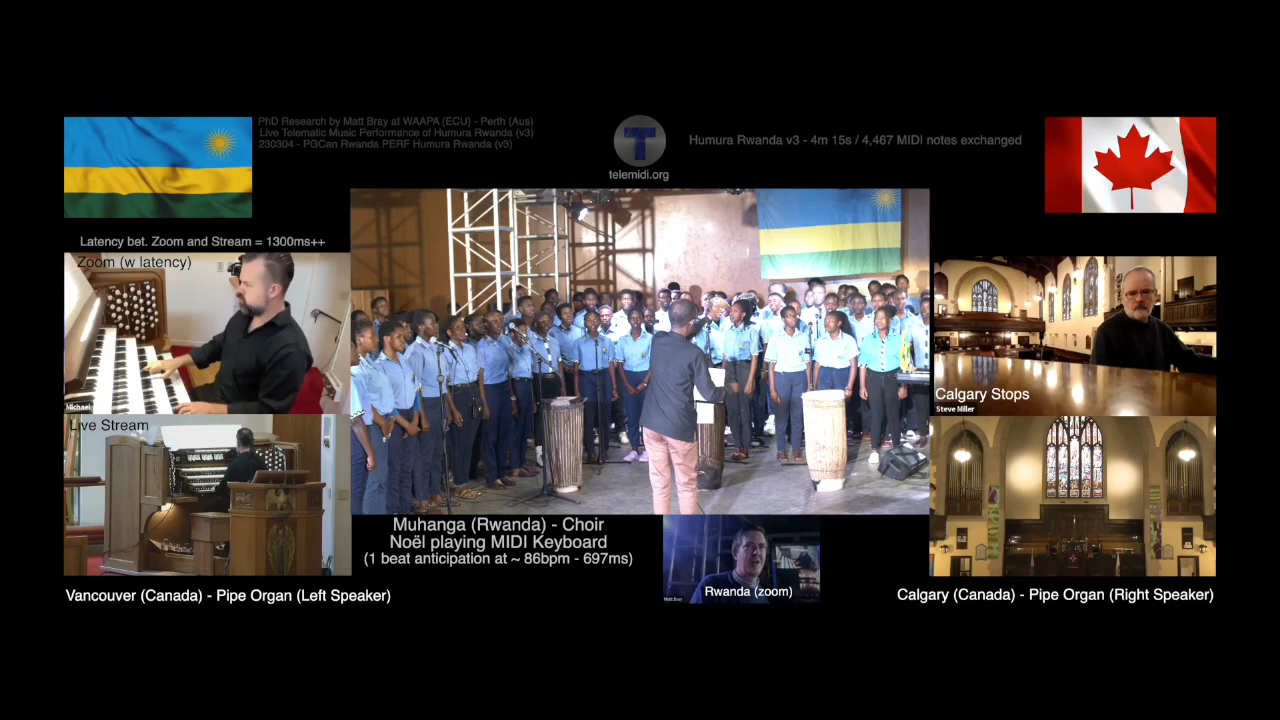 PhD Research by Matt Bray at WAAPA (ECU) - Perth (Aus)
Live Telematic Music Performance of Humura Rwanda (v3)
230304 - PGCan Rwanda PERF Humura Rwanda (v3)
T
telemidi.org
Humura Rwanda v3 - 4m 15s / 4,467 MIDI notes exchanged
Latency bet. Zoom and Stream = 1300ms++
Zoom (w latency)
Michael
Live Stream
Calgary Stops
Steve Miller
Muhanga (Rwanda) - Choir
Noël playing MIDI Keyboard
(1 beat anticipation at ~ 86bpm - 697ms)
Rwanda (zoom)
Matt Bray
Vancouver (Canada) - Pipe Organ (Left Speaker)
Calgary (Canada) - Pipe Organ (Right Speaker)